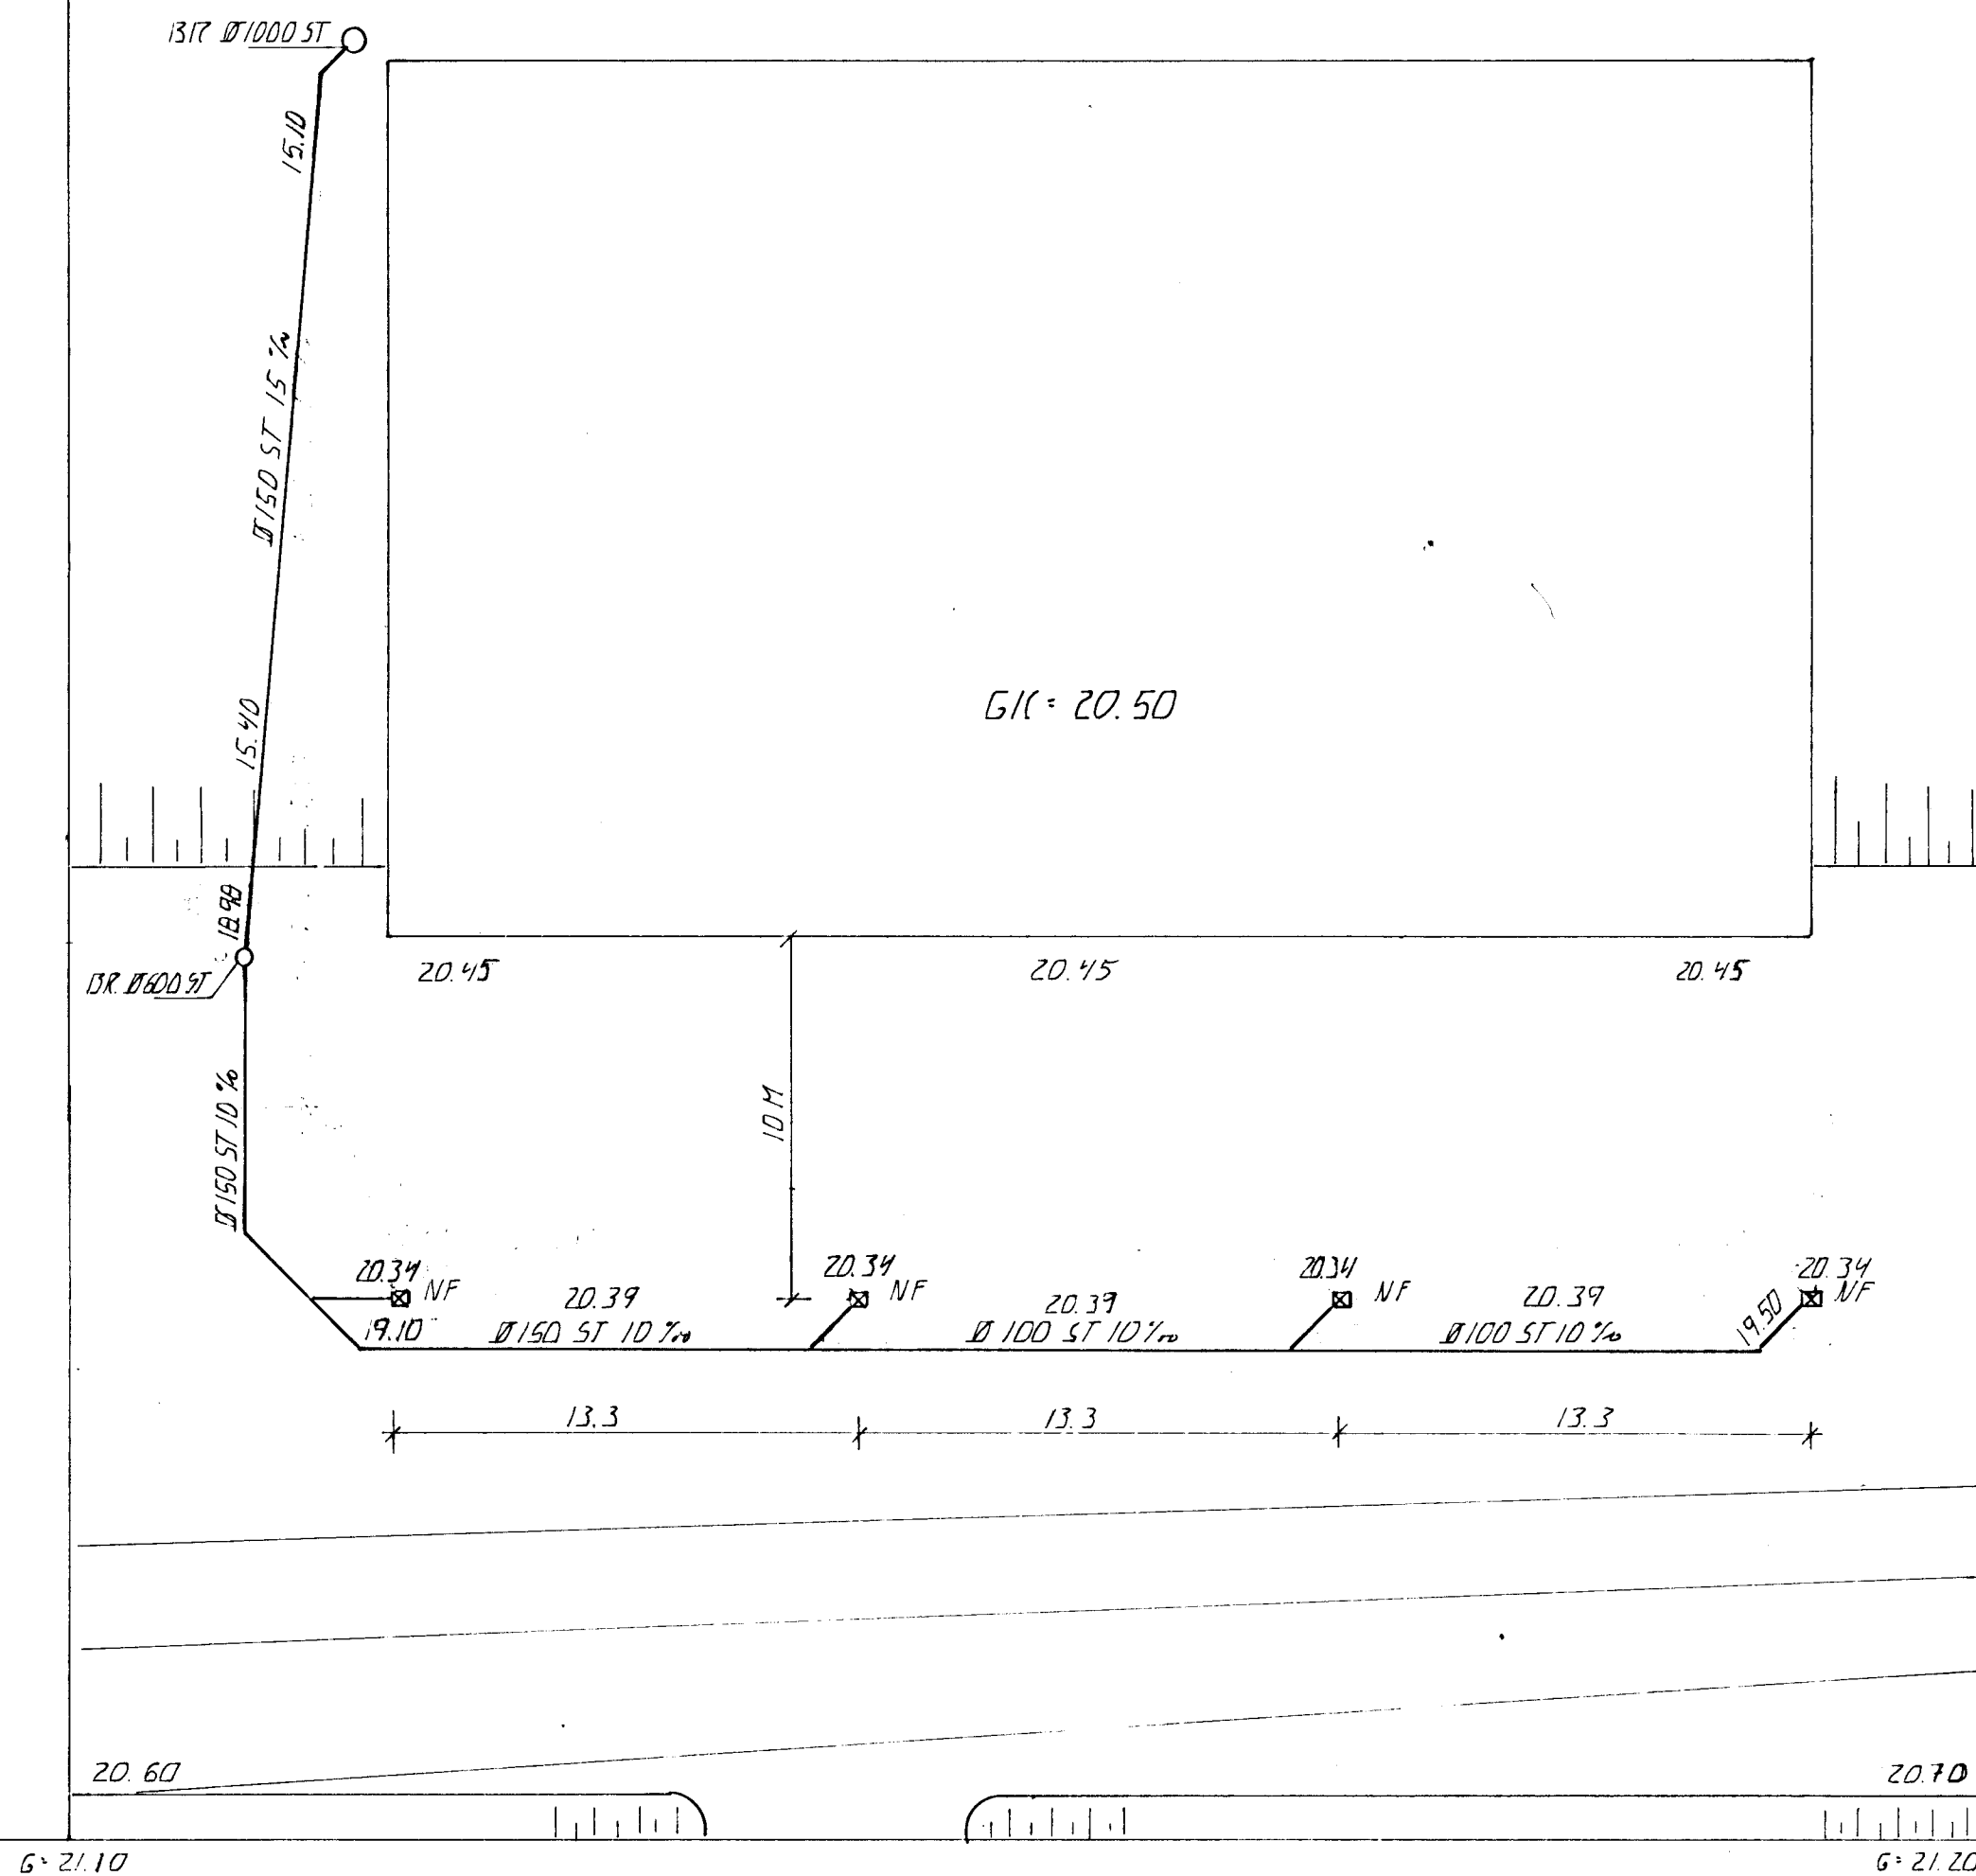 BR Ø1000 ST
15.10
Ø150 ST 15 ‰
15.40
GK= 20.50
18.90
BR. Ø600 ST
20.45
20.45
20.45
Ø150 ST 10 ‰
10 M
20.34
NF
20.39
20.34
NF
20.39
20.34
NF
20.39
20.34
NF
19.10
Ø150 ST 10 ‰
Ø 100 ST 10 ‰
Ø100 ST 10 ‰
19.50
13.3
13.3
13.3
20.60
20.70
G= 21.10
G= 21.20